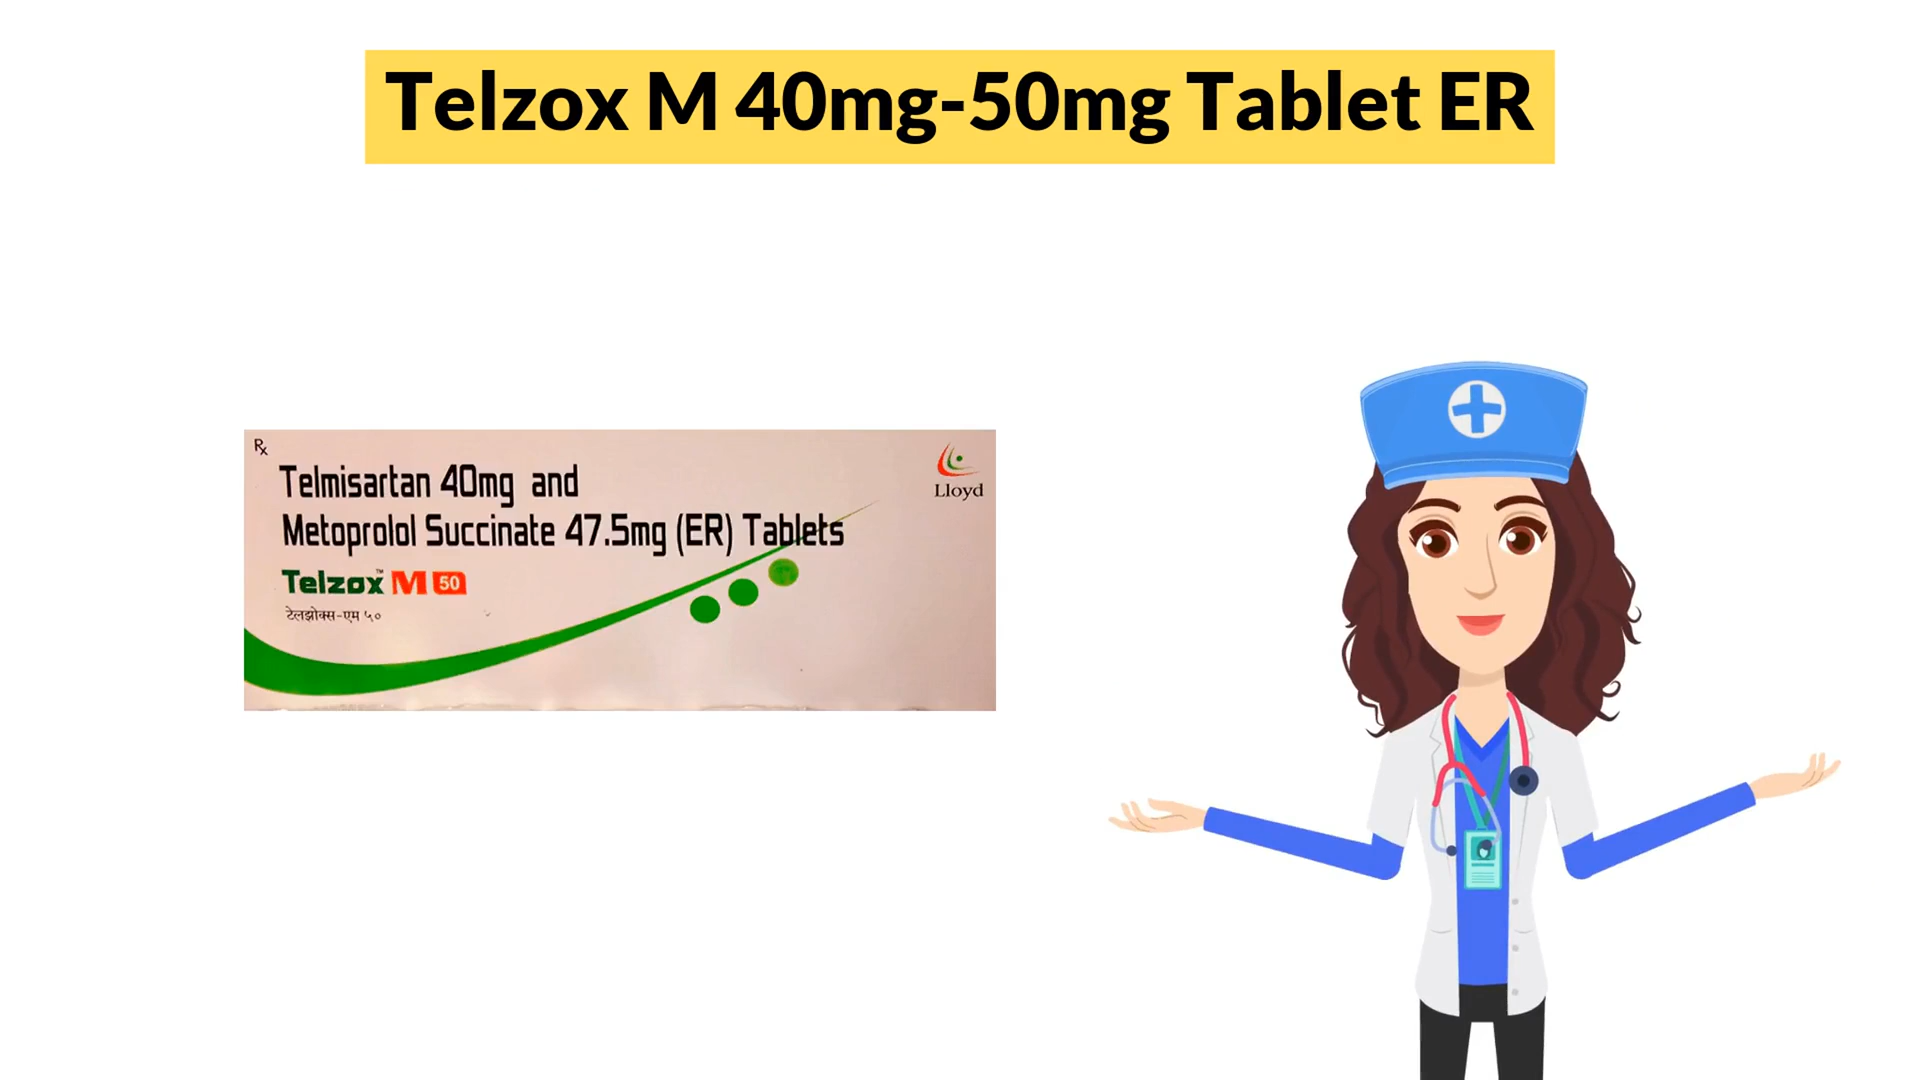 Telzox M 40mg-50mg Tablet ER
Rx
Telmisartan 40mg and
Metoprolol Succinate 47.5mg (ER) Tablets
Lloyd
Telzox™ M 50
टेलझोक्स-एम ५०